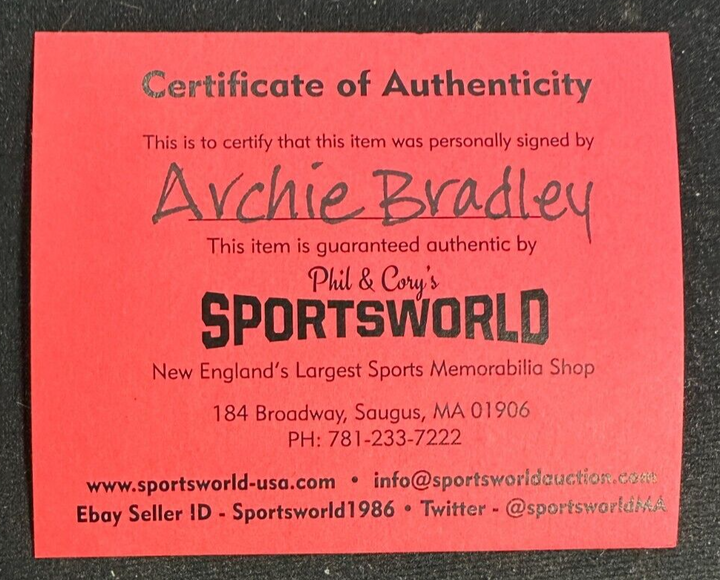 Certificate of Authenticity
This is to certify that this item was personally signed by
Archie Bradley
This item is guaranteed authentic by
Phil & Cory's
SPORTSWORLD
New England's Largest Sports Memorabilia Shop
184 Broadway, Saugus, MA 01906
PH: 781-233-7222
www.sportsworld-usa.com • info@sportsworldauction.com
Ebay Seller ID - Sportsworld1986 • Twitter - @sportsworldMA